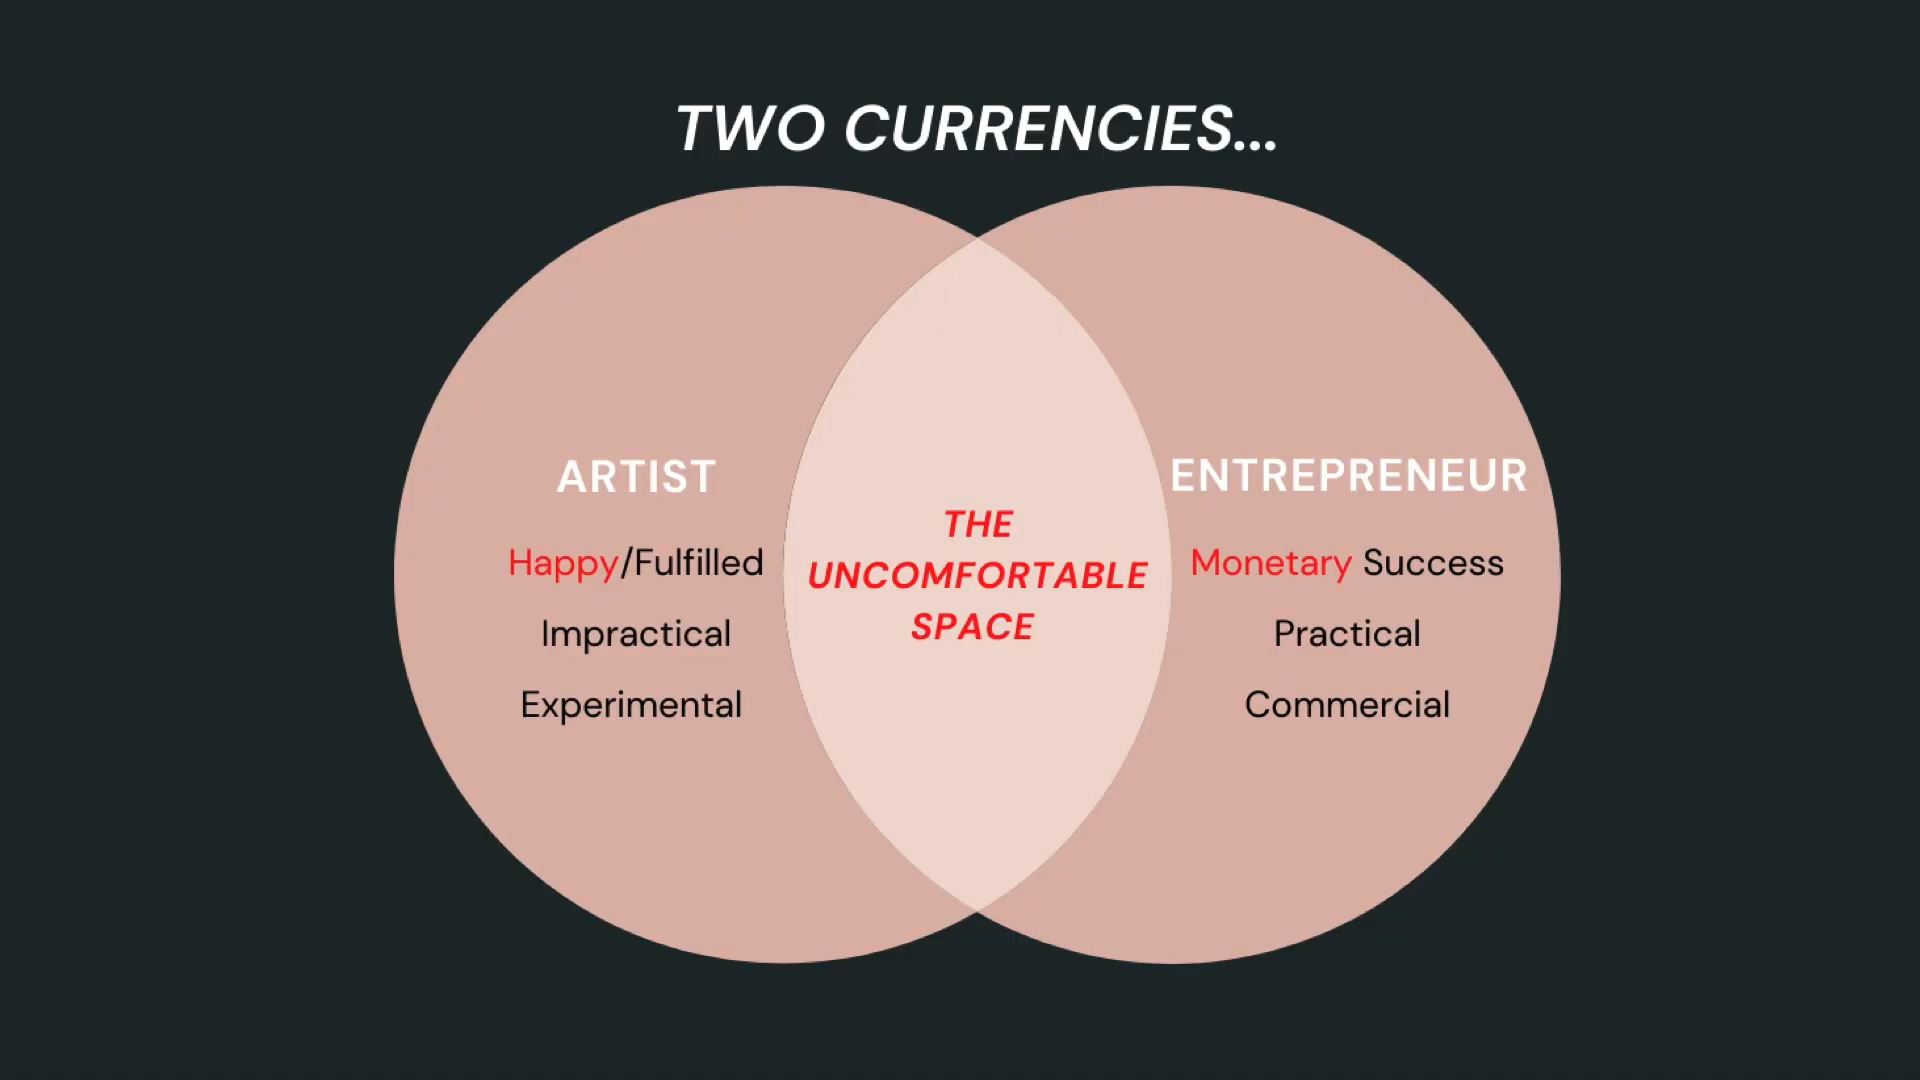 TWO CURRENCIES...
ARTIST
Happy/Fulfilled
Impractical
Experimental
THE
UNCOMFORTABLE
SPACE
ENTREPRENEUR
Monetary Success
Practical
Commercial